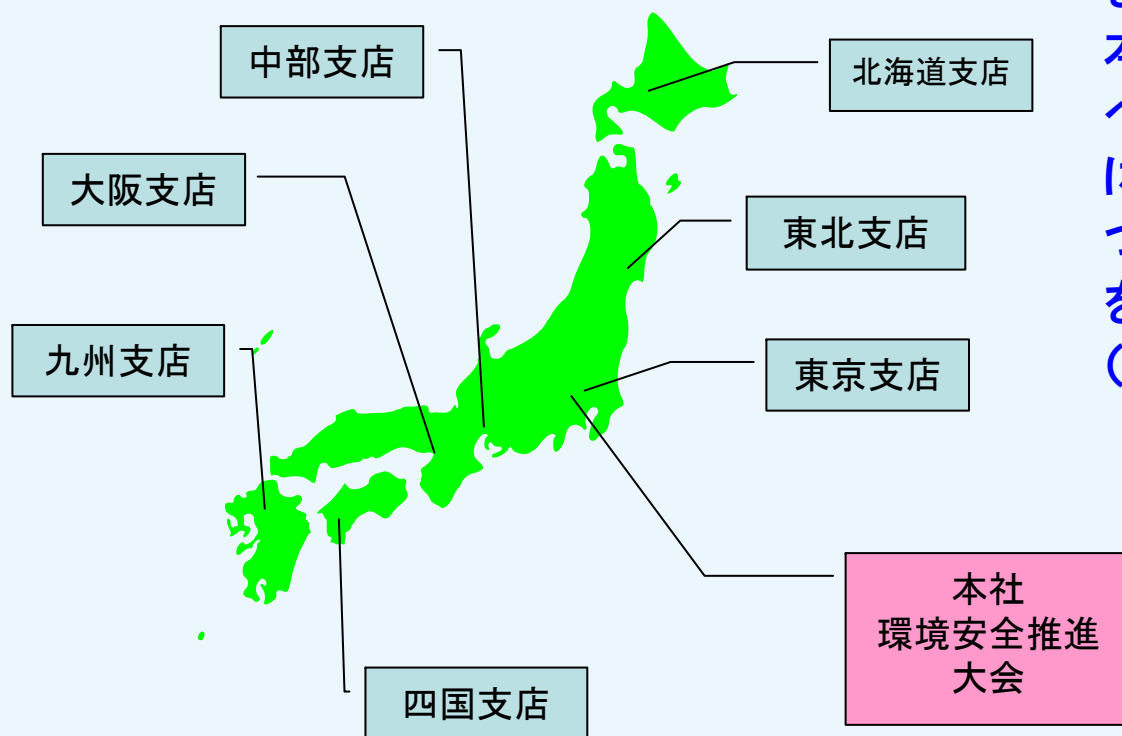 中部支店
北海道支店
大阪支店
東北支店
九州支店
東京支店
本社
環境安全推進
大会
四国支店